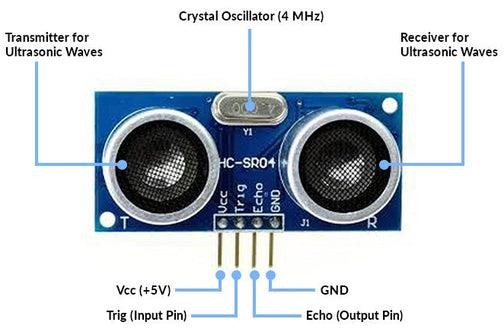 Crystal Oscillator (4 MHz)
Transmitter for
Ultrasonic Waves
Receiver for
Ultrasonic Waves
Y1
HC-SR04
Vcc
Trig
Echo
GND
T
J1
R
Vcc (+5V)
GND
Trig (Input Pin)
Echo (Output Pin)